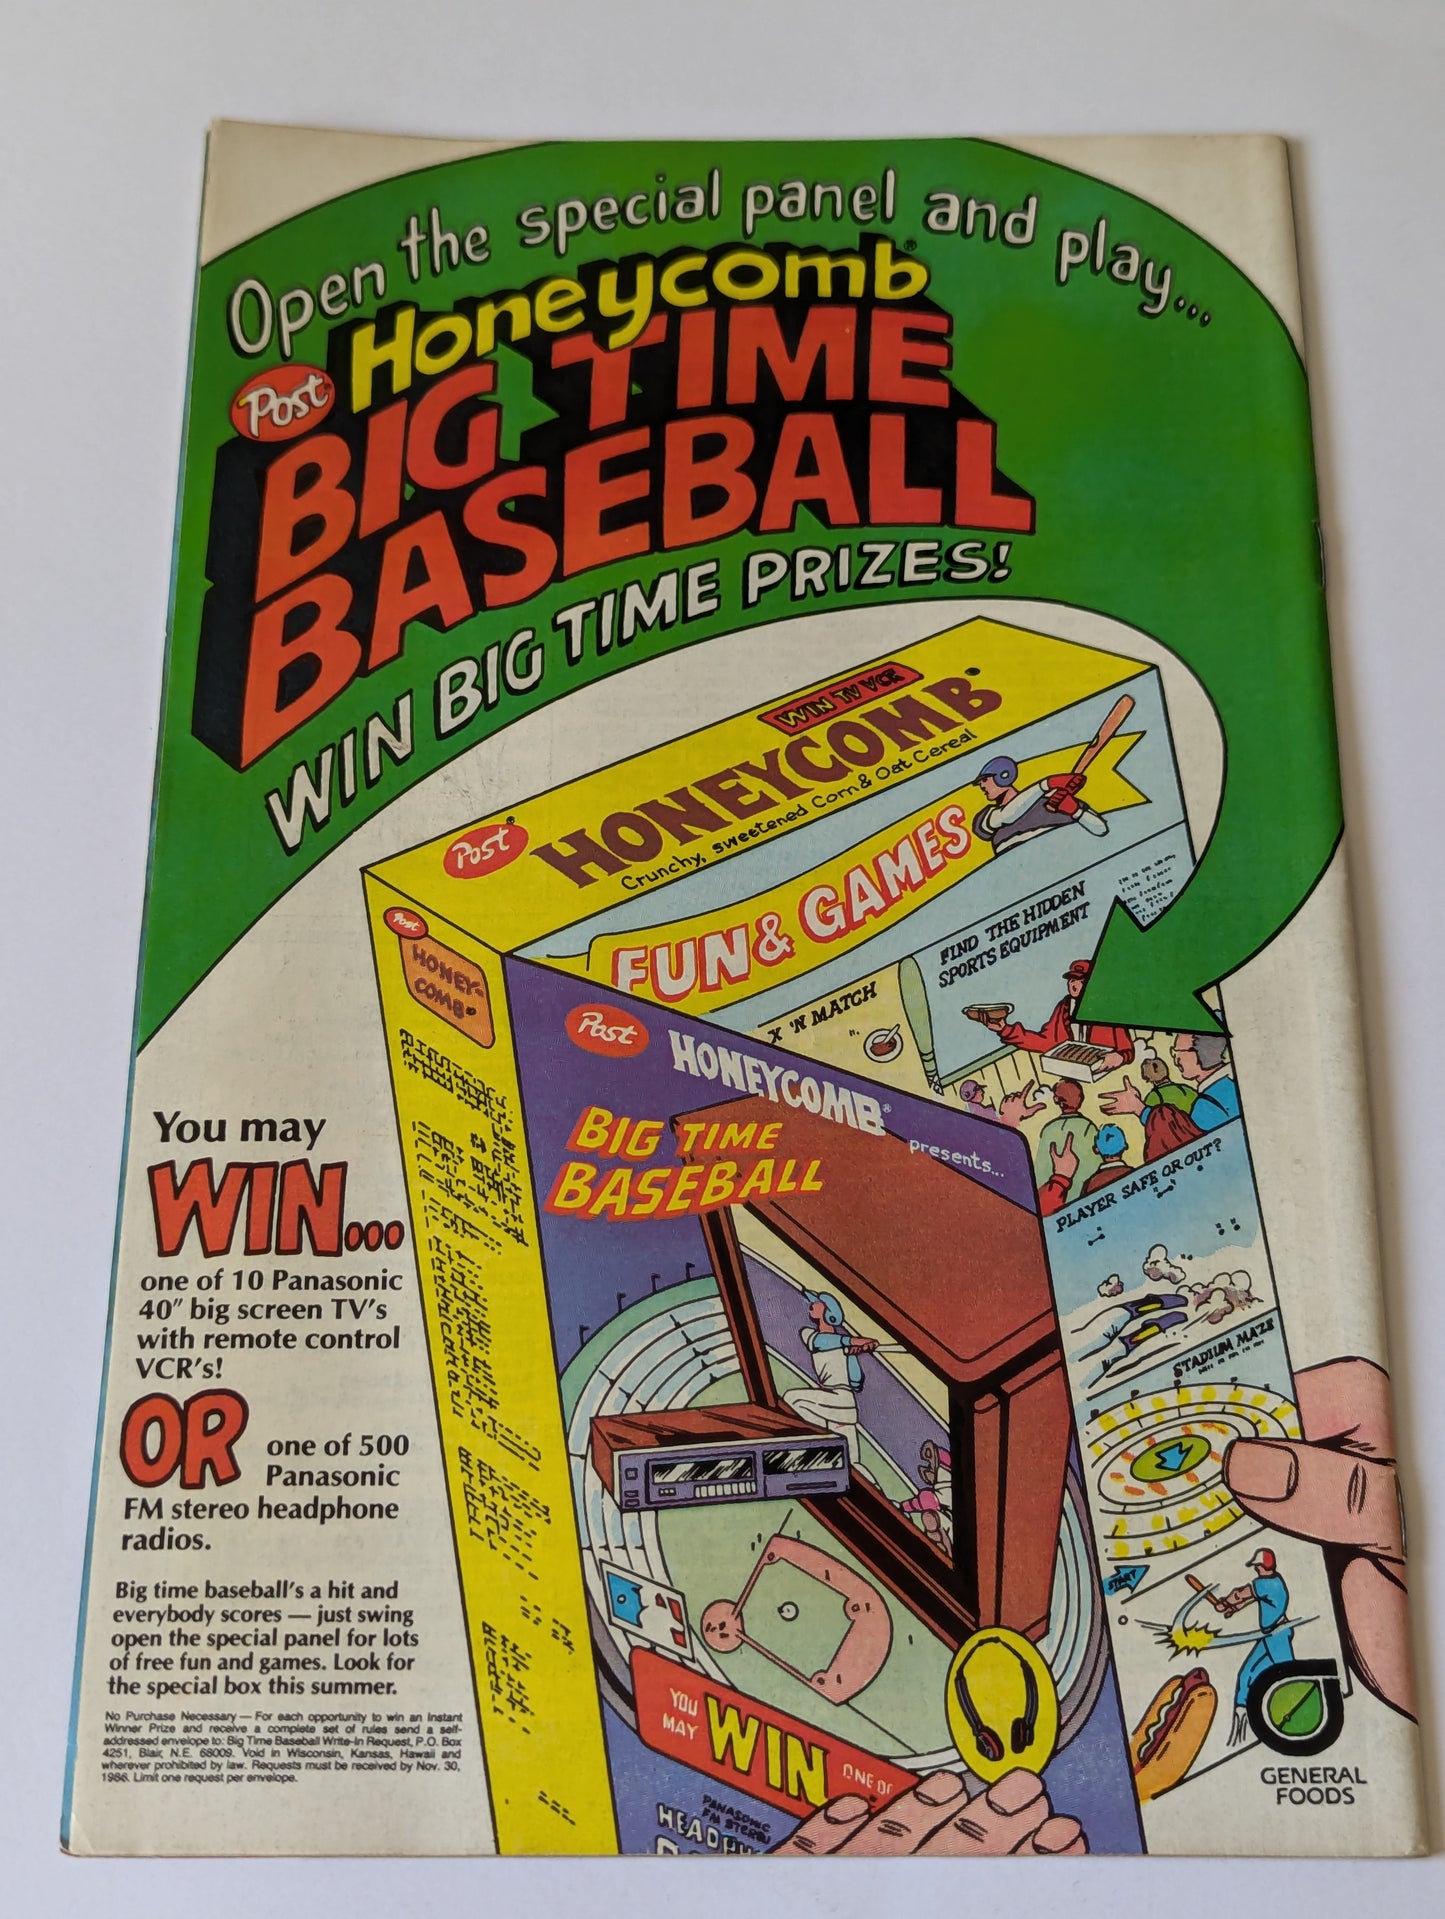 Open the special panel and play...
Post® Honeycomb®
BIG TIME
BASEBALL
WIN BIG TIME PRIZES!
WIN TV VCR
Post® HONEYCOMB®
Crunchy, sweetened Corn & Oat Cereal
FUN & GAMES
Post
HONEY-
COMB®
FIND THE HIDDEN
SPORTS EQUIPMENT
X 'N MATCH
Post HONEYCOMB®
presents...
BIG TIME
BASEBALL
PLAYER SAFE OR OUT?
STADIUM MAZE
START
YOU
MAY
WIN
ONE OF
PANASONIC
FM STEREO
You may
WIN...
one of 10 Panasonic
40" big screen TV's
with remote control
VCR's!
OR one of 500
Panasonic
FM stereo headphone
radios.
Big time baseball's a hit and
everybody scores — just swing
open the special panel for lots
of free fun and games. Look for
the special box this summer.
No Purchase Necessary — For each opportunity to win an Instant
Winner Prize and receive a complete set of rules send a self-
addressed envelope to: Big Time Baseball Write-In Request, P.O. Box
4251, Blair, N.E. 68009. Void in Wisconsin, Kansas, Hawaii and
wherever prohibited by law. Requests must be received by Nov. 30,
1986. Limit one request per envelope.
GENERAL
FOODS